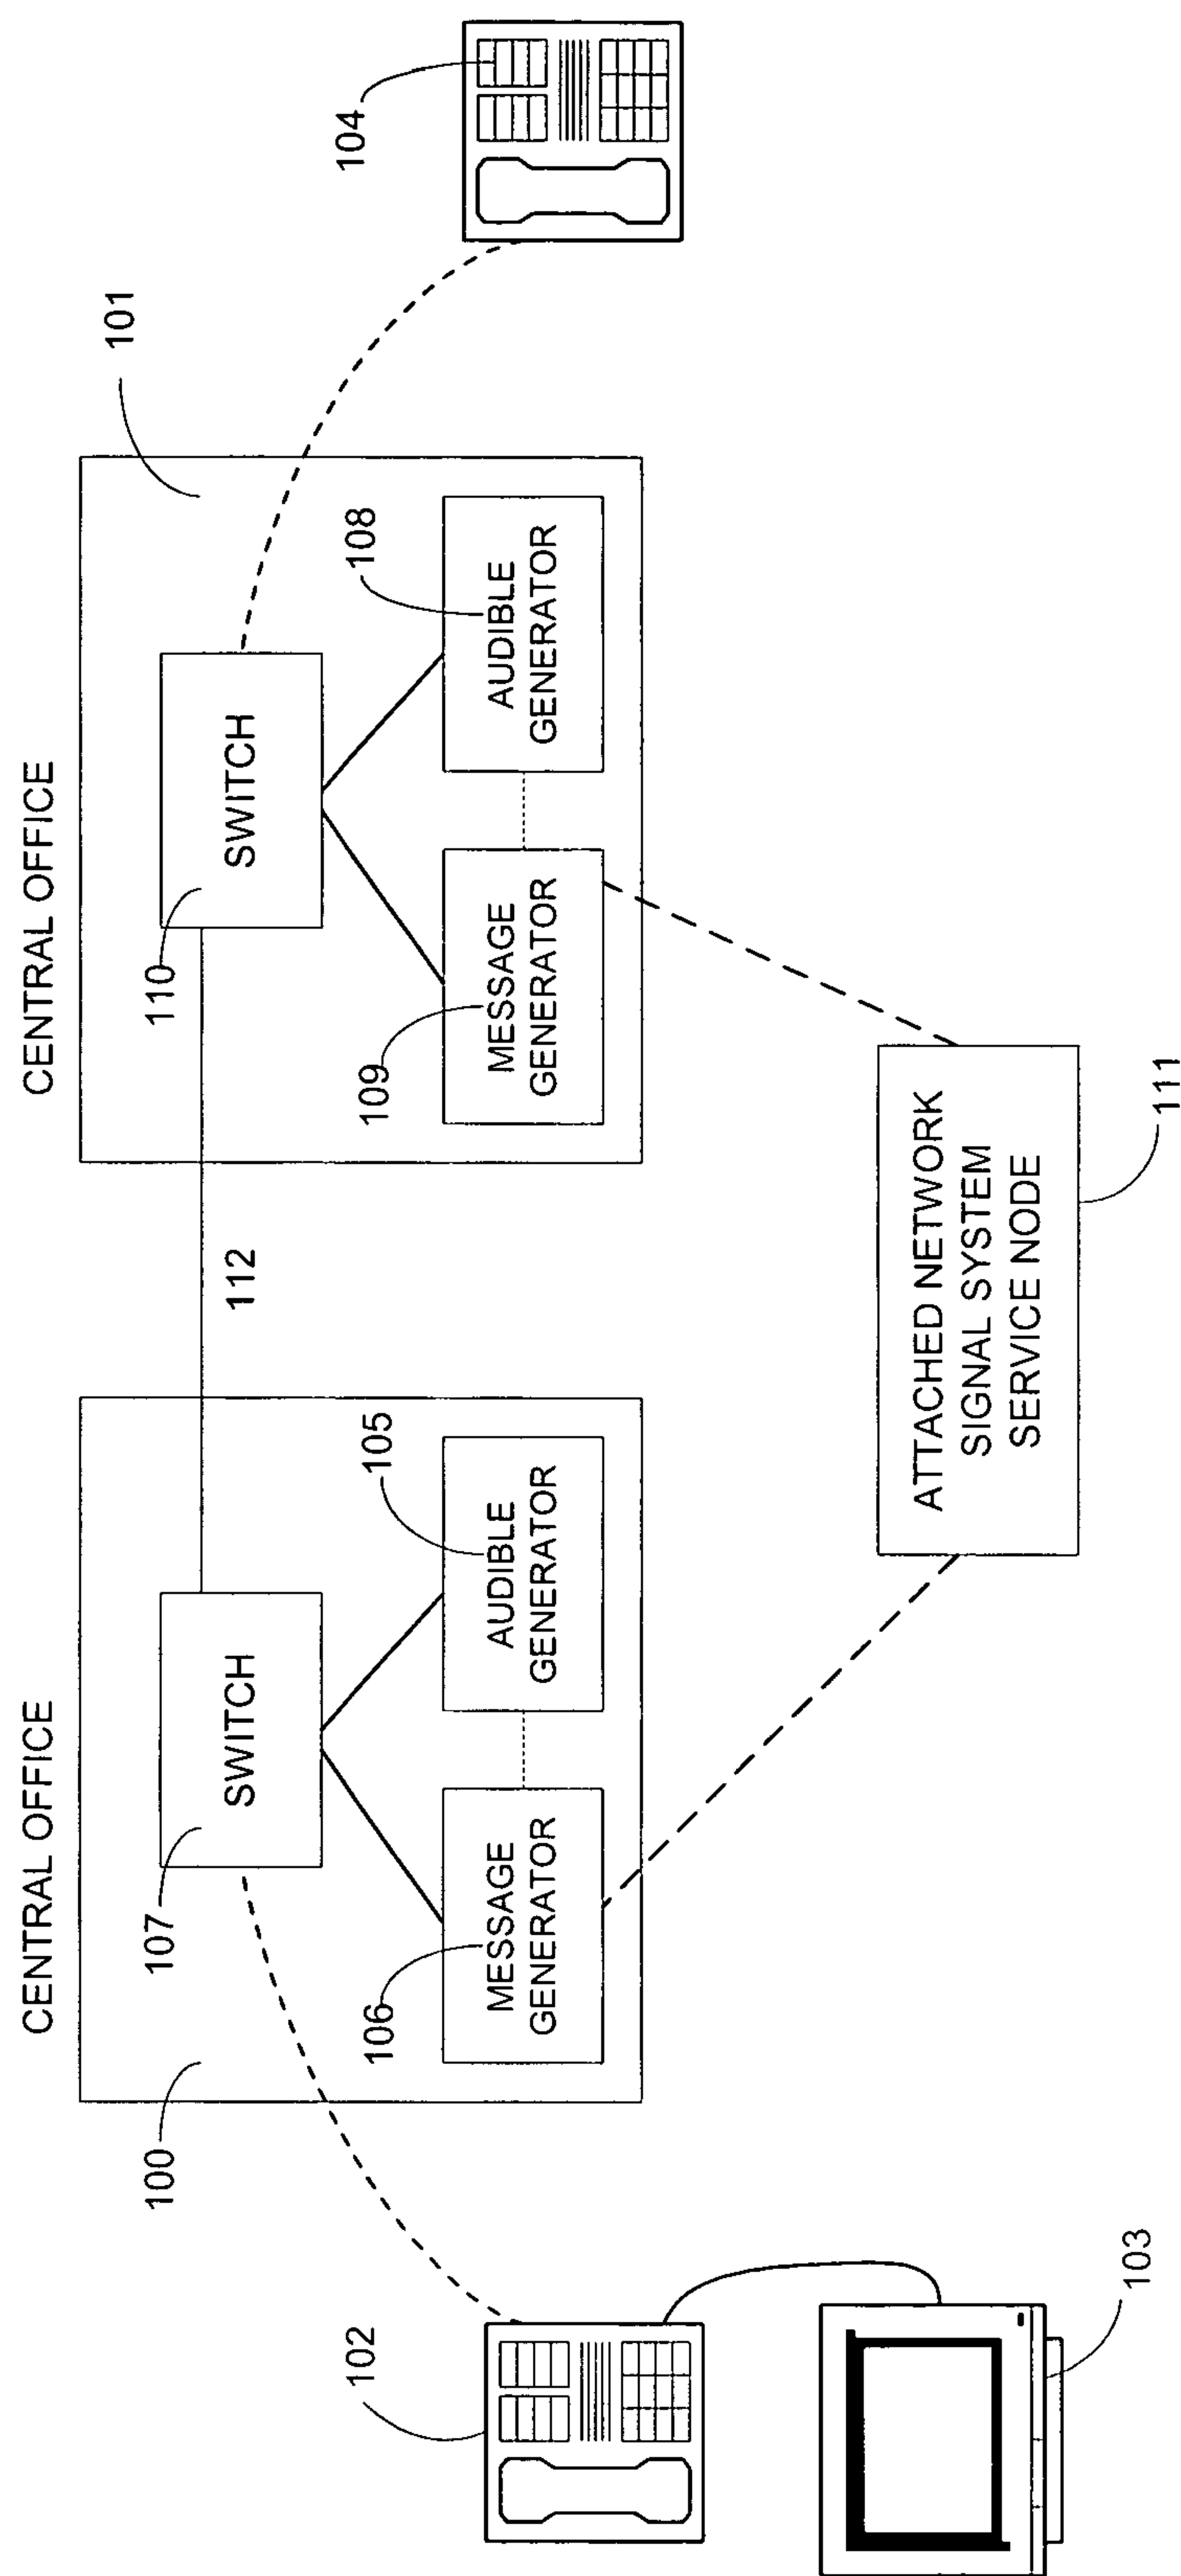 CENTRAL OFFICE
CENTRAL OFFICE
100
107
SWITCH
106
MESSAGE
GENERATOR
105
AUDIBLE
GENERATOR
112
101
110
SWITCH
109
MESSAGE
GENERATOR
108
AUDIBLE
GENERATOR
104
102
103
ATTACHED NETWORK
SIGNAL SYSTEM
SERVICE NODE
111